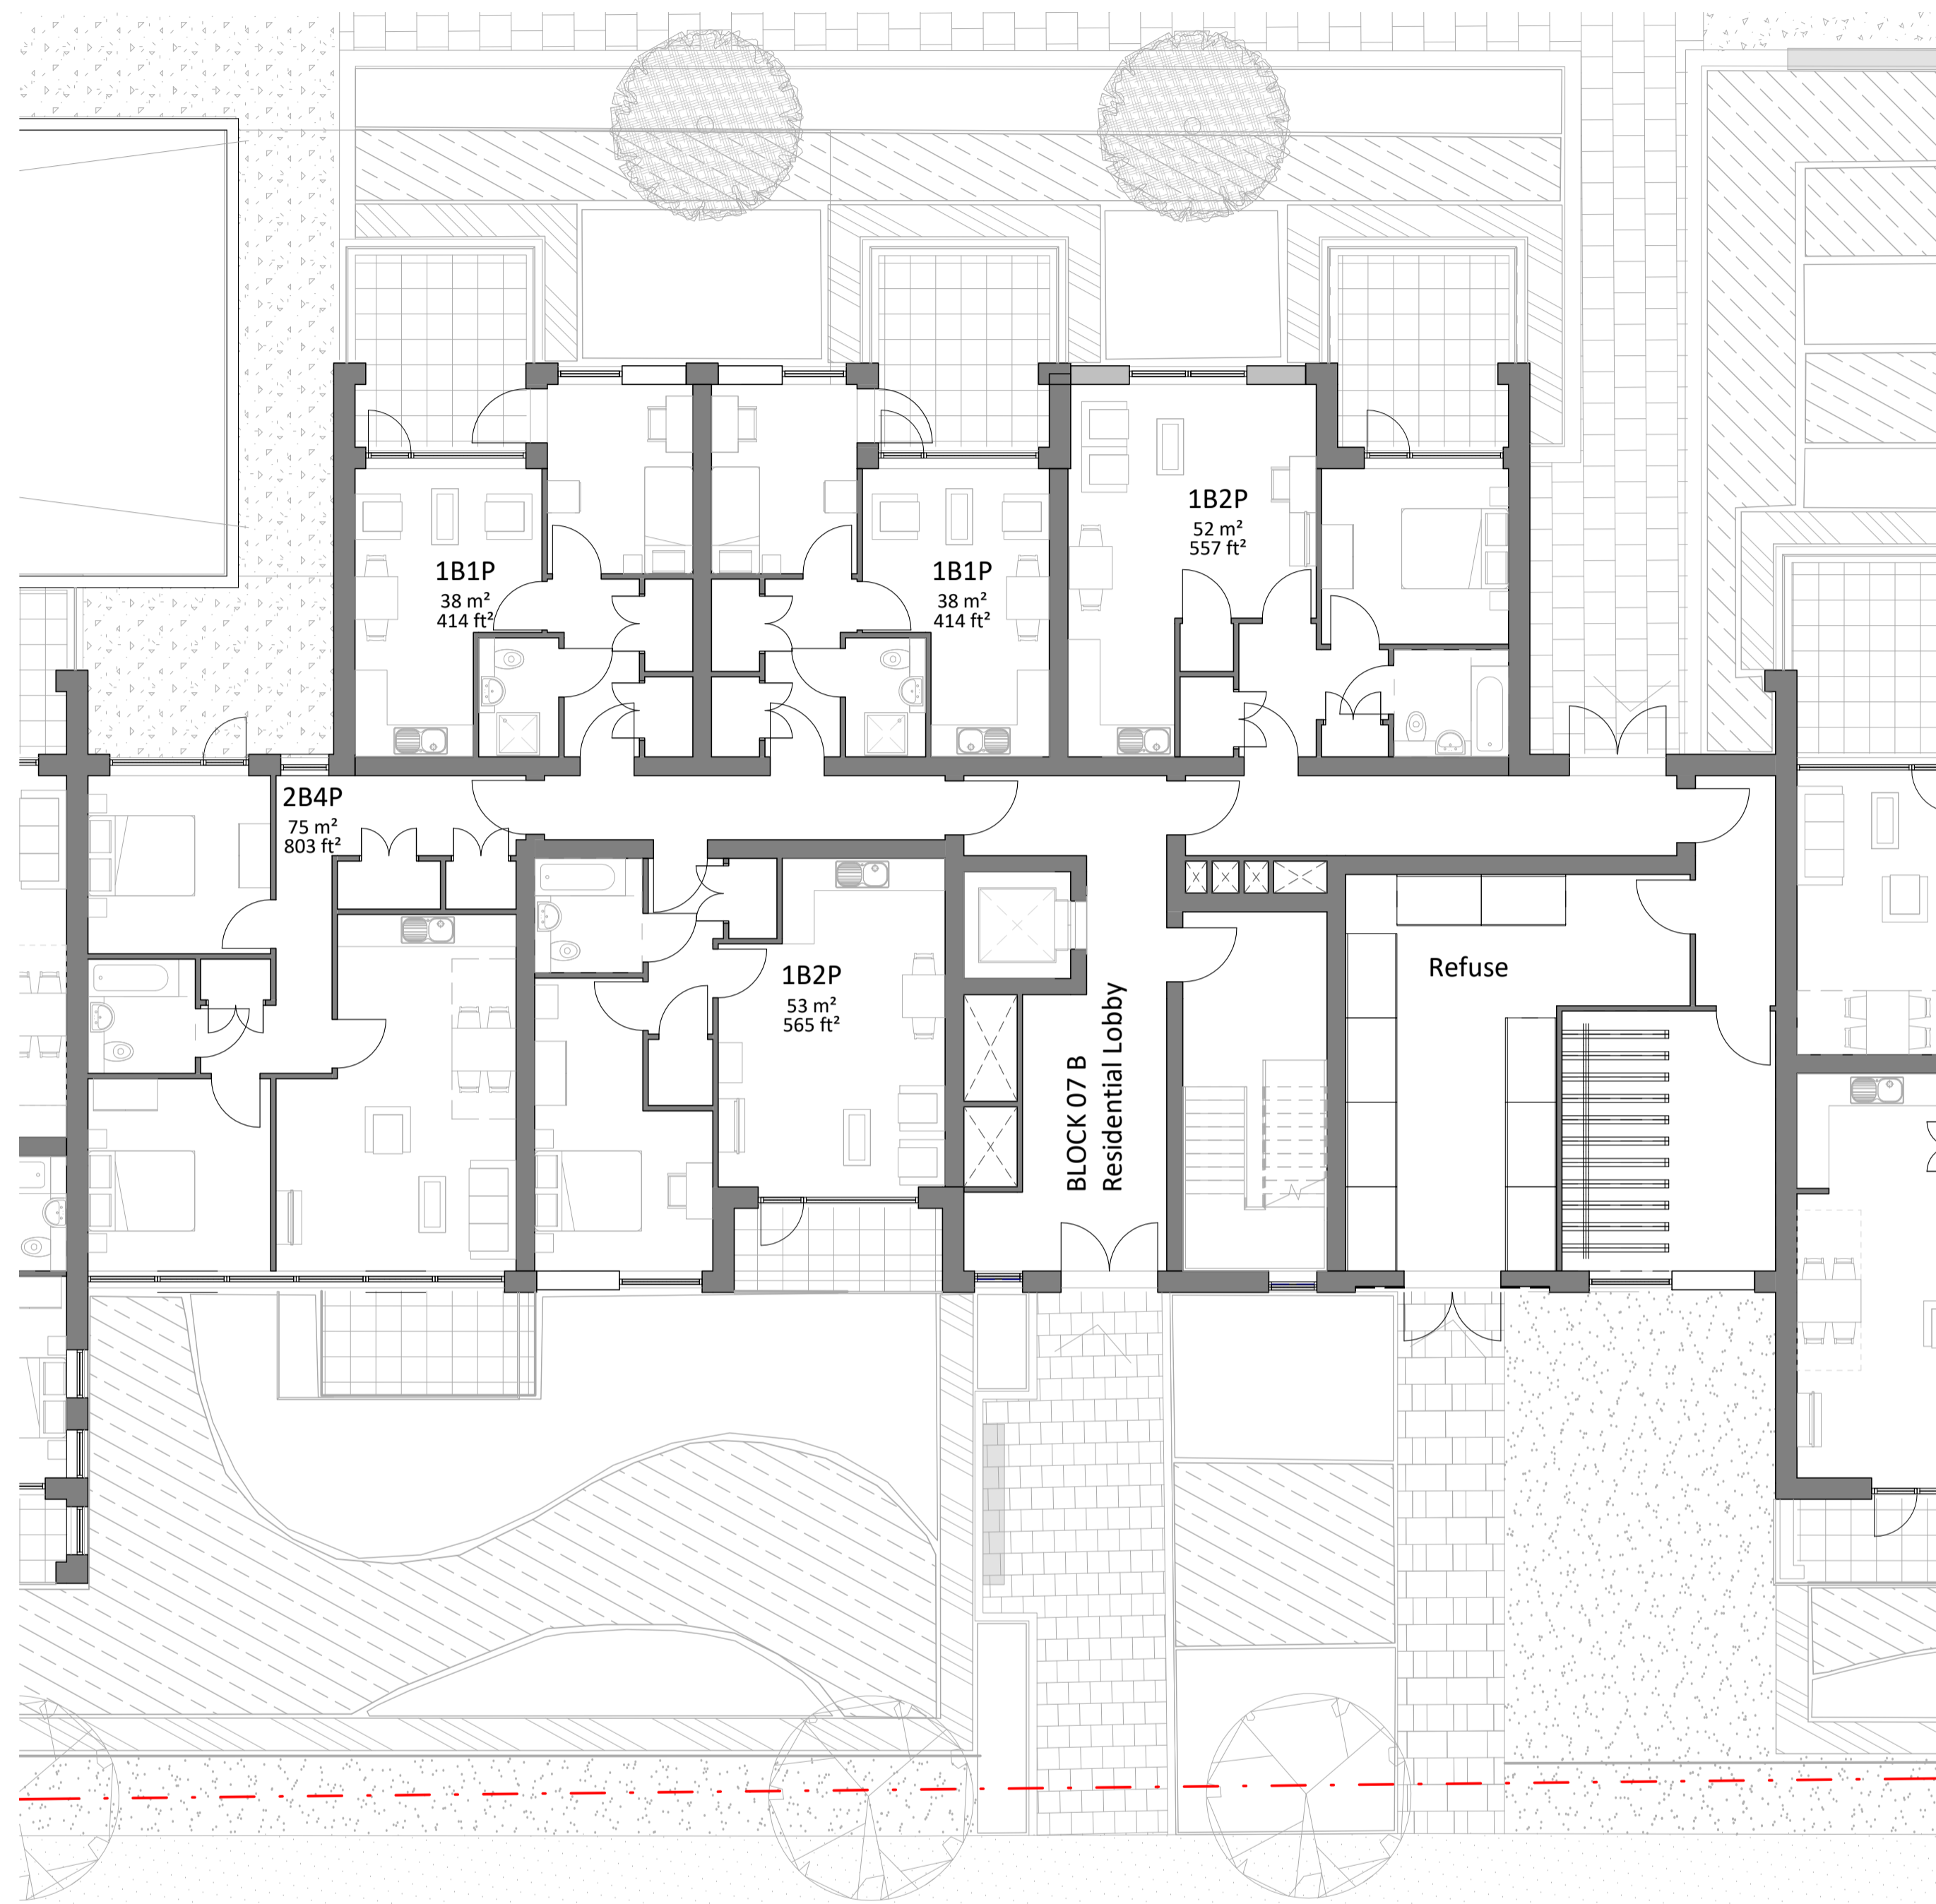 1B2P
52 m²
557 ft²
1B1P
38 m²
414 ft²
1B1P
38 m²
414 ft²
2B4P
75 m²
803 ft²
1B2P
53 m²
565 ft²
Refuse
BLOCK 07 B
Residential Lobby